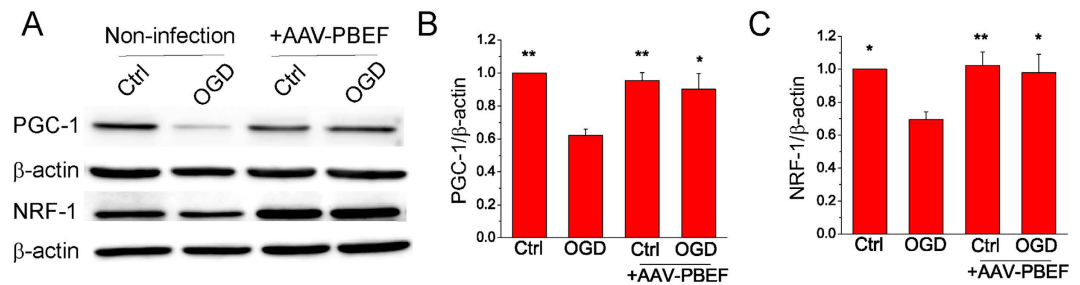 A
Non-infection +AAV-PBEF
Ctrl OGD Ctrl OGD
PGC-1
β-actin
NRF-1
β-actin
B
PGC-1/β-actin
1.2
1.0
0.8
0.6
0.4
0.2
0.0
** ** *
Ctrl OGD Ctrl OGD
+AAV-PBEF
C
NRF-1/β-actin
1.2
1.0
0.8
0.6
0.4
0.2
0.0
* ** *
Ctrl OGD Ctrl OGD
+AAV-PBEF